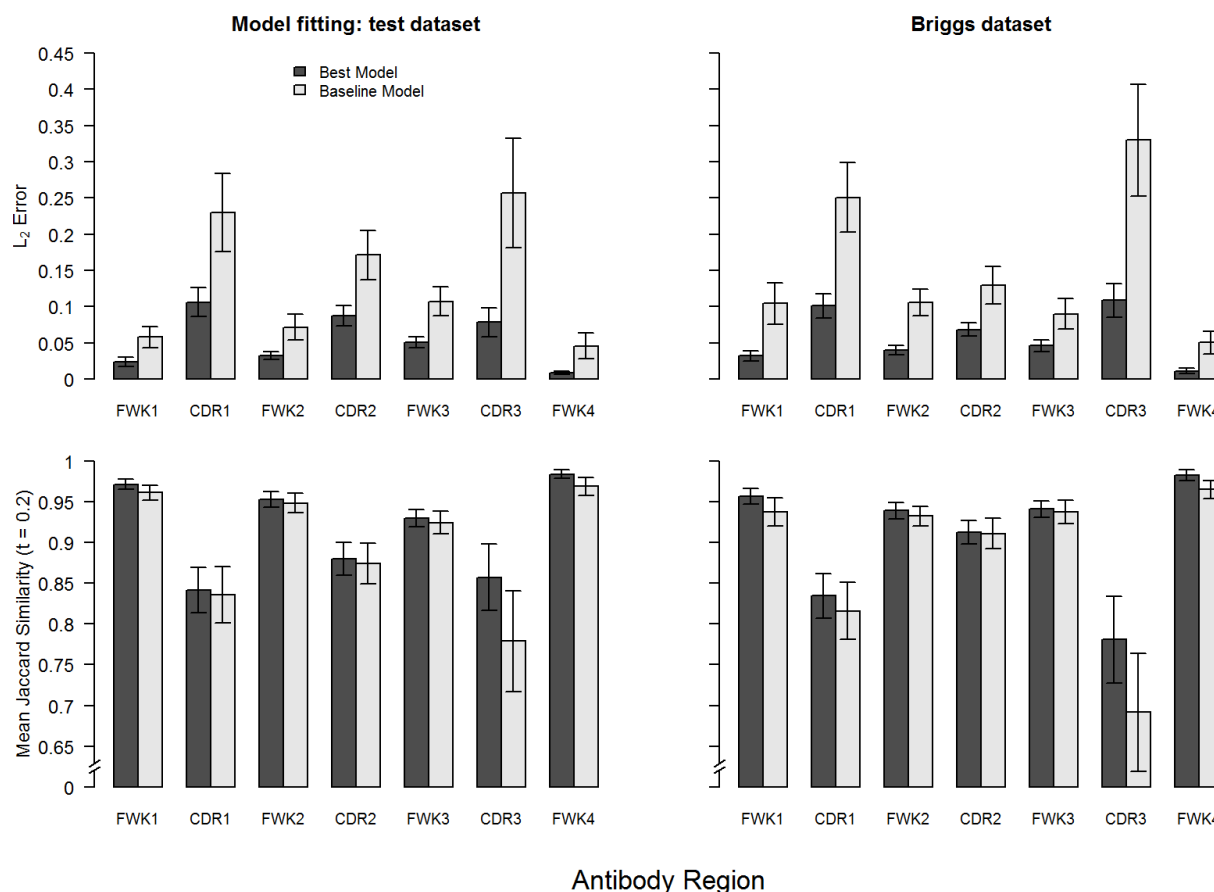 Model fitting: test dataset
Briggs dataset
Best Model
Baseline Model
L2 Error
0.45
0.4
0.35
0.3
0.25
0.2
0.15
0.1
0.05
0
FWK1 CDR1 FWK2 CDR2 FWK3 CDR3 FWK4
FWK1 CDR1 FWK2 CDR2 FWK3 CDR3 FWK4
Mean Jaccard Similarity (t = 0.2)
1
0.95
0.9
0.85
0.8
0.75
0.7
0.65
0
FWK1 CDR1 FWK2 CDR2 FWK3 CDR3 FWK4
FWK1 CDR1 FWK2 CDR2 FWK3 CDR3 FWK4
Antibody Region